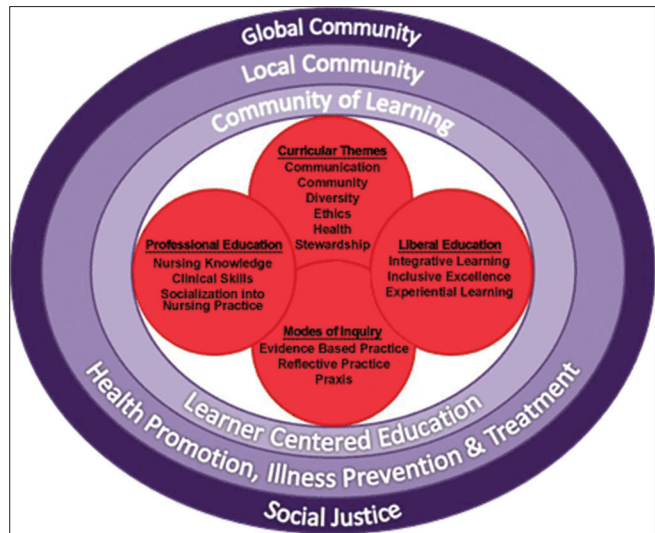 Global Community
Local Community
Community of Learning
Curricular Themes
Communication
Community
Diversity
Ethics
Health
Stewardship
Professional Education
Nursing Knowledge
Clinical Skills
Socialization into
Nursing Practice
Liberal Education
Integrative Learning
Inclusive Excellence
Experiential Learning
Modes of Inquiry
Evidence Based Practice
Reflective Practice
Praxis
Learner Centered Education
Health Promotion, Illness Prevention & Treatment
Social Justice